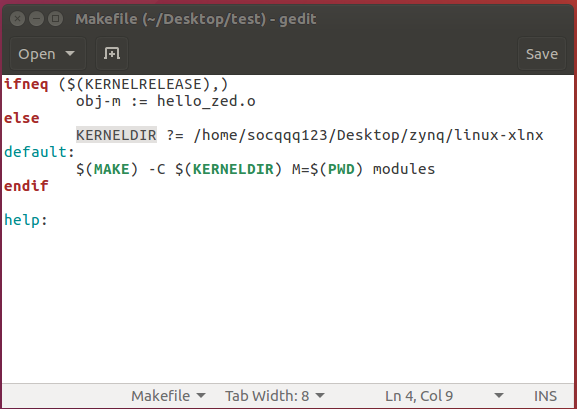 Makefile (~/Desktop/test) - gedit
Open Save
ifneq ($(KERNELRELEASE),)
obj-m := hello_zed.o
else
KERNELDIR ?= /home/socqqq123/Desktop/zynq/linux-xlnx
default:
$(MAKE) -C $(KERNELDIR) M=$(PWD) modules
endif
help:
Makefile Tab Width: 8 Ln 4, Col 9 INS